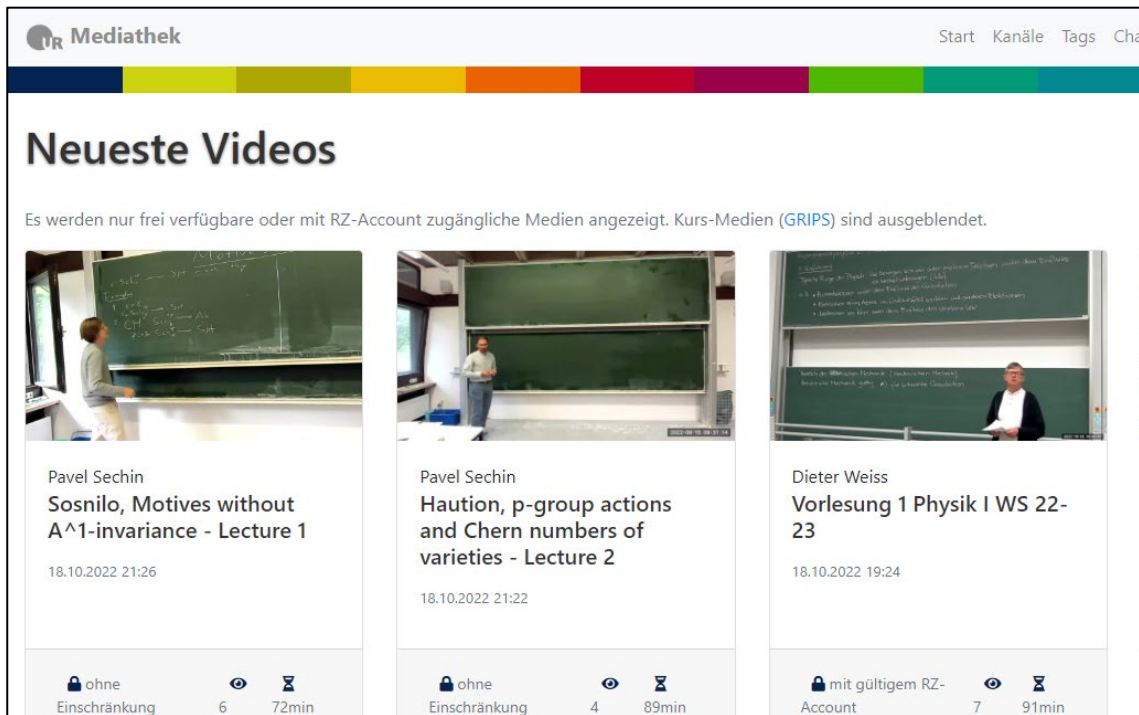 UR Mediathek
Start Kanäle Tags Cha
Neueste Videos
Es werden nur frei verfügbare oder mit RZ-Account zugängliche Medien angezeigt. Kurs-Medien (GRIPS) sind ausgeblendet.
Pavel Sechin
Sosnilo, Motives without
A^1-invariance - Lecture 1
18.10.2022 21:26
ohne
Einschränkung
6
72min
Pavel Sechin
Haution, p-group actions
and Chern numbers of
varieties - Lecture 2
18.10.2022 21:22
ohne
Einschränkung
4
89min
Dieter Weiss
Vorlesung 1 Physik I WS 22-
23
18.10.2022 19:24
mit gültigem RZ-
Account
7
91min